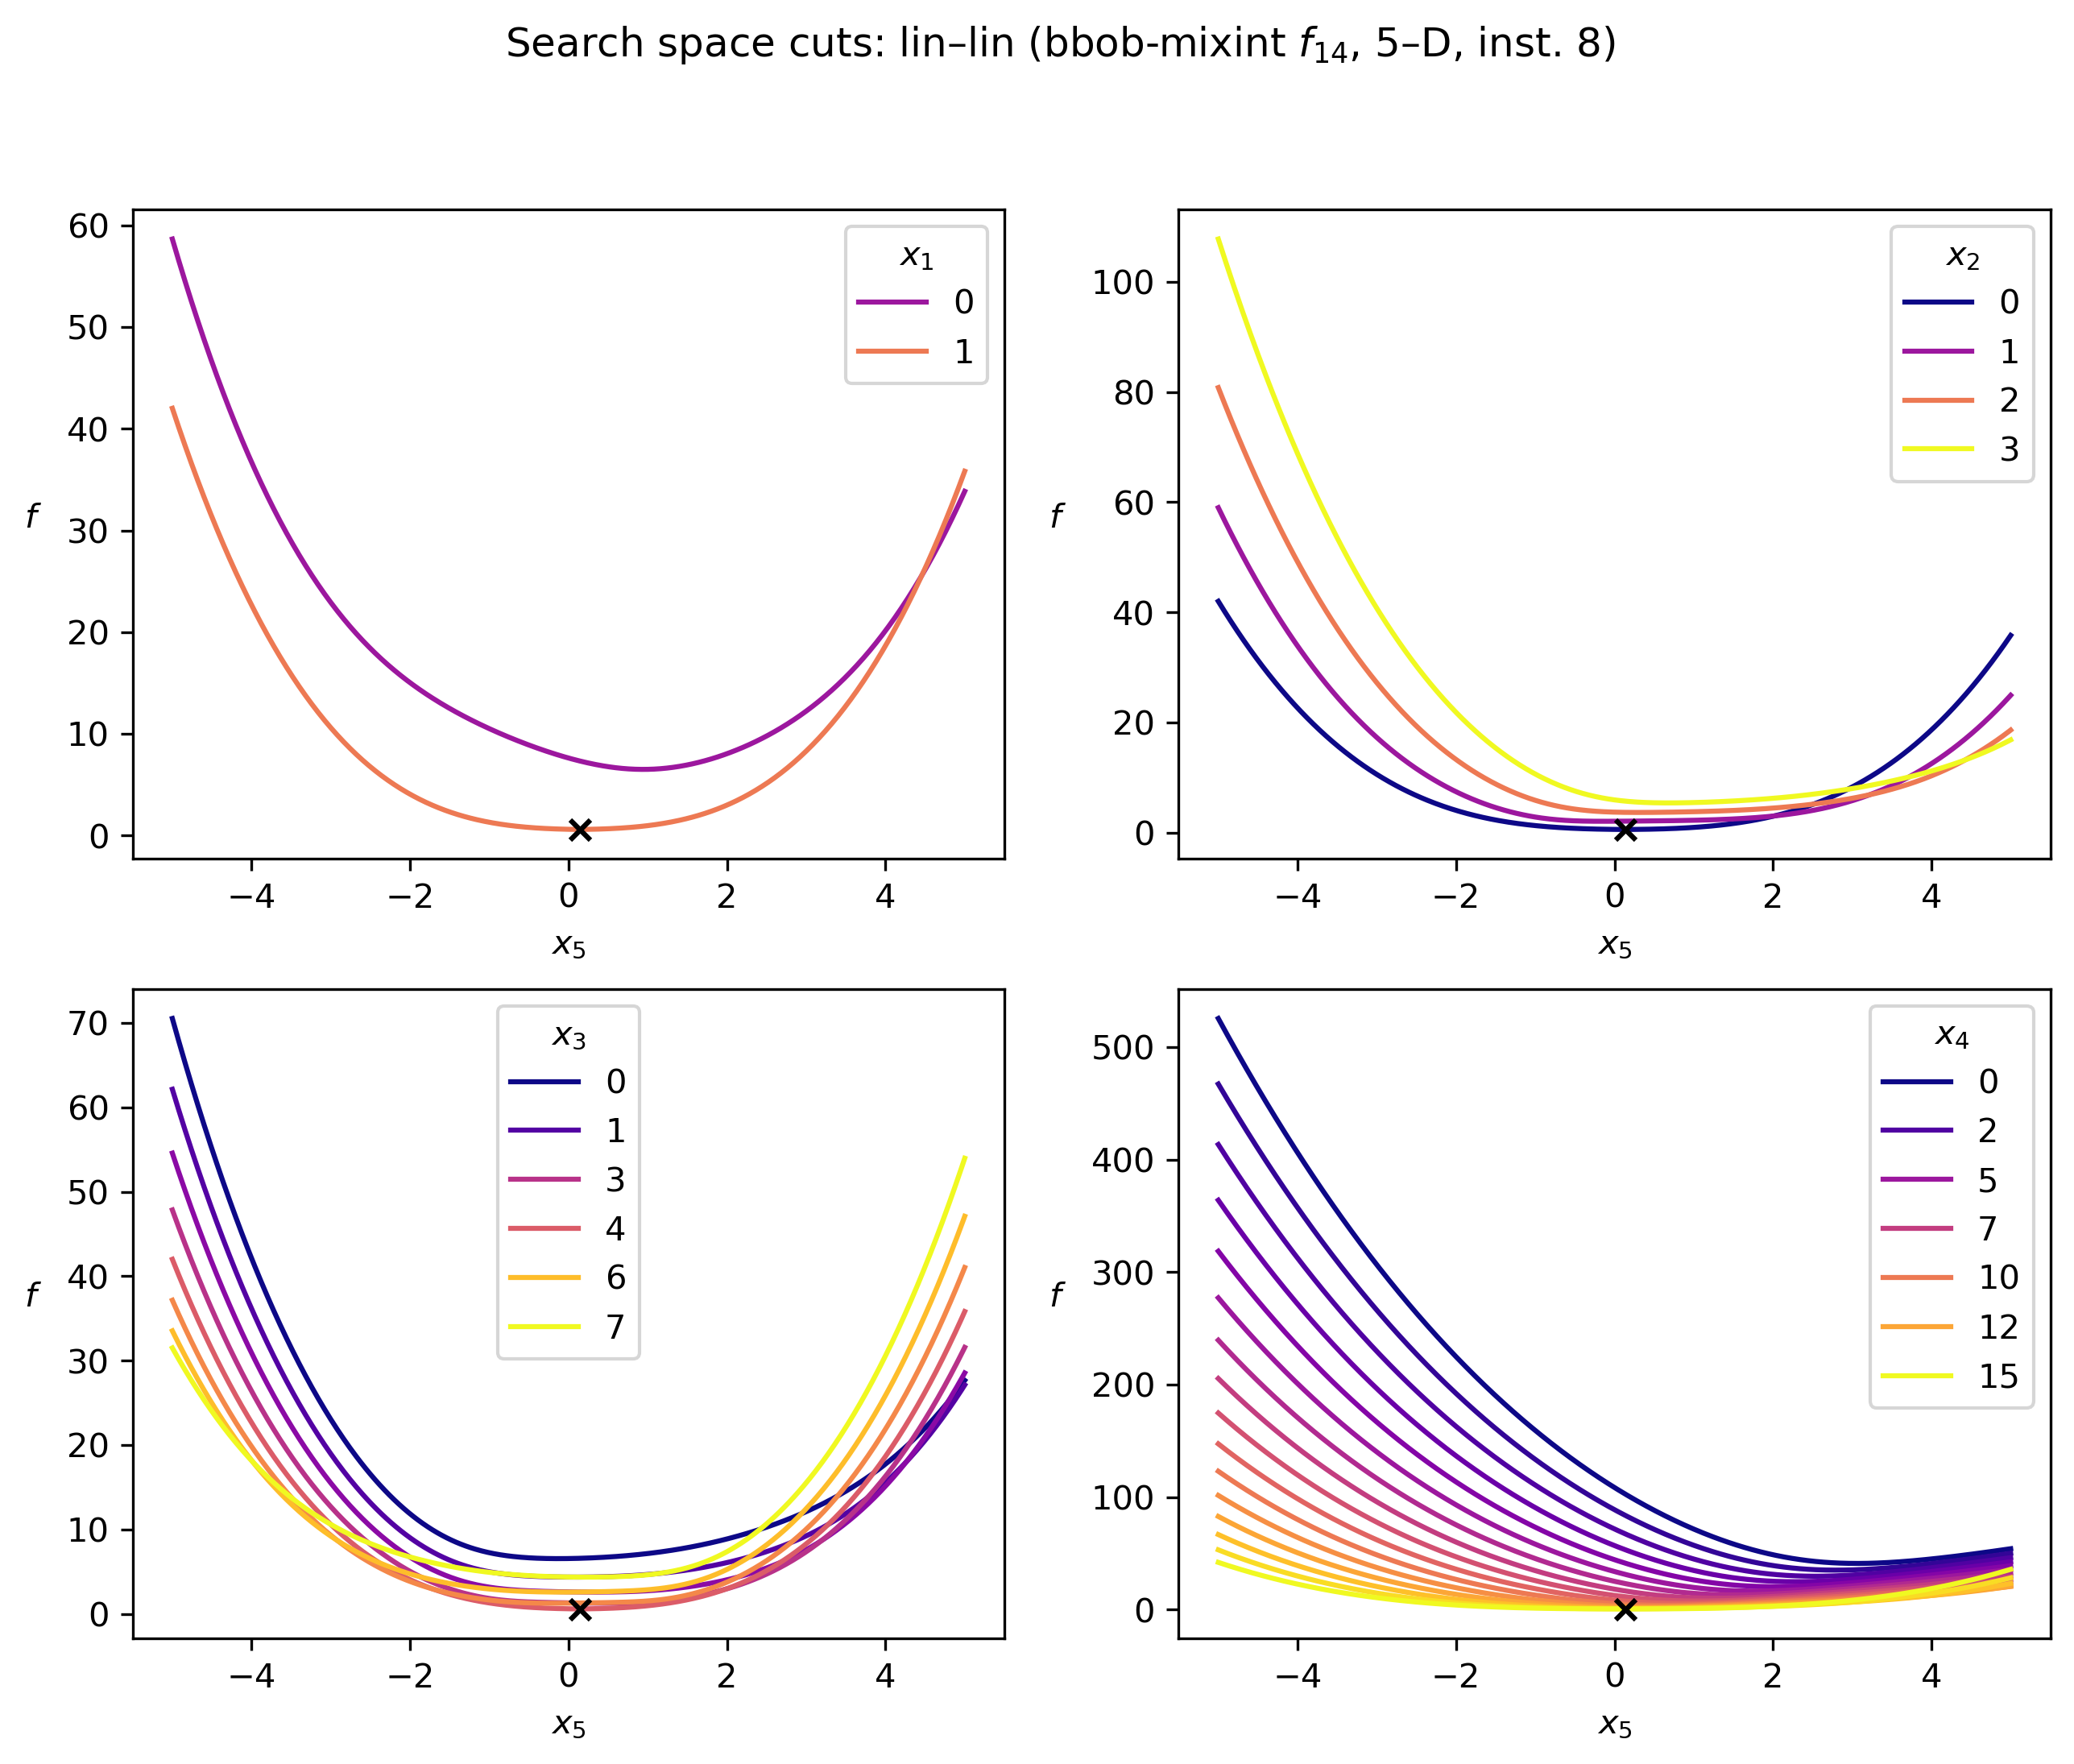 Search space cuts: lin–lin (bbob-mixint f14, 5–D, inst. 8)
60
50
40
30
20
10
0
f
−4 −2 0 2 4
x5
x1
0
1
100
80
60
40
20
0
f
−4 −2 0 2 4
x5
x2
0
1
2
3
70
60
50
40
30
20
10
0
f
−4 −2 0 2 4
x5
x3
0
1
3
4
6
7
500
400
300
200
100
0
f
−4 −2 0 2 4
x5
x4
0
2
5
7
10
12
15